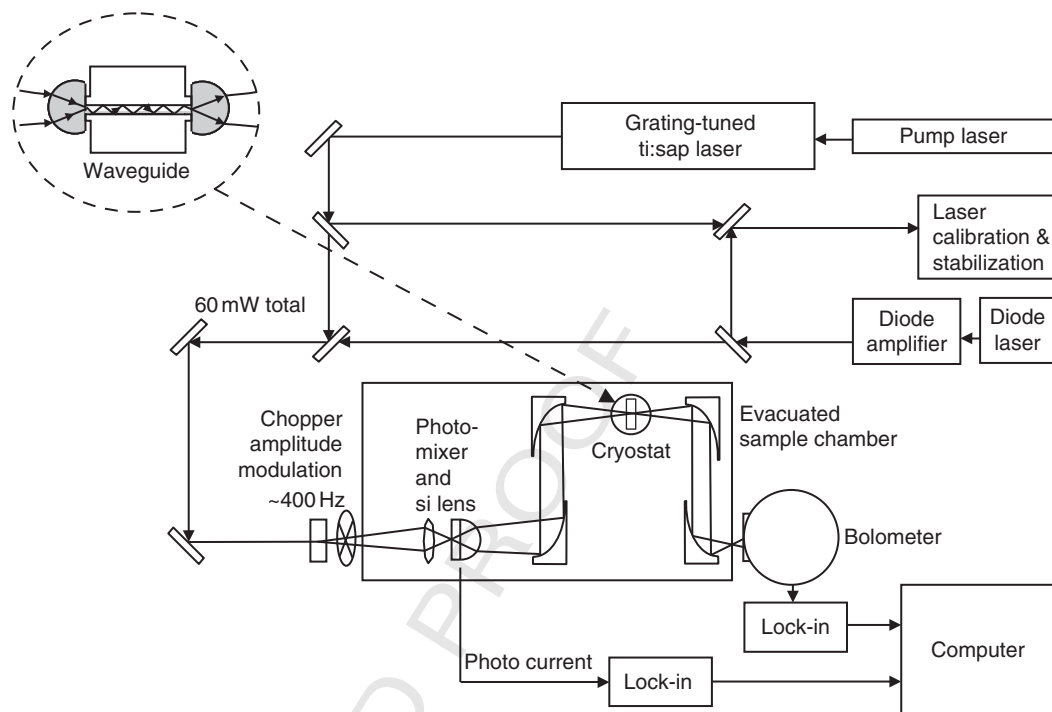 Waveguide
Grating-tuned
ti:sap laser
Pump laser
Laser
calibration &
stabilization
60 mW total
Diode
amplifier
Diode
laser
Chopper
amplitude
modulation
~400 Hz
Photo-
mixer
and
si lens
Cryostat
Evacuated
sample chamber
Bolometer
Lock-in
Computer
Photo current
Lock-in
D PROOF